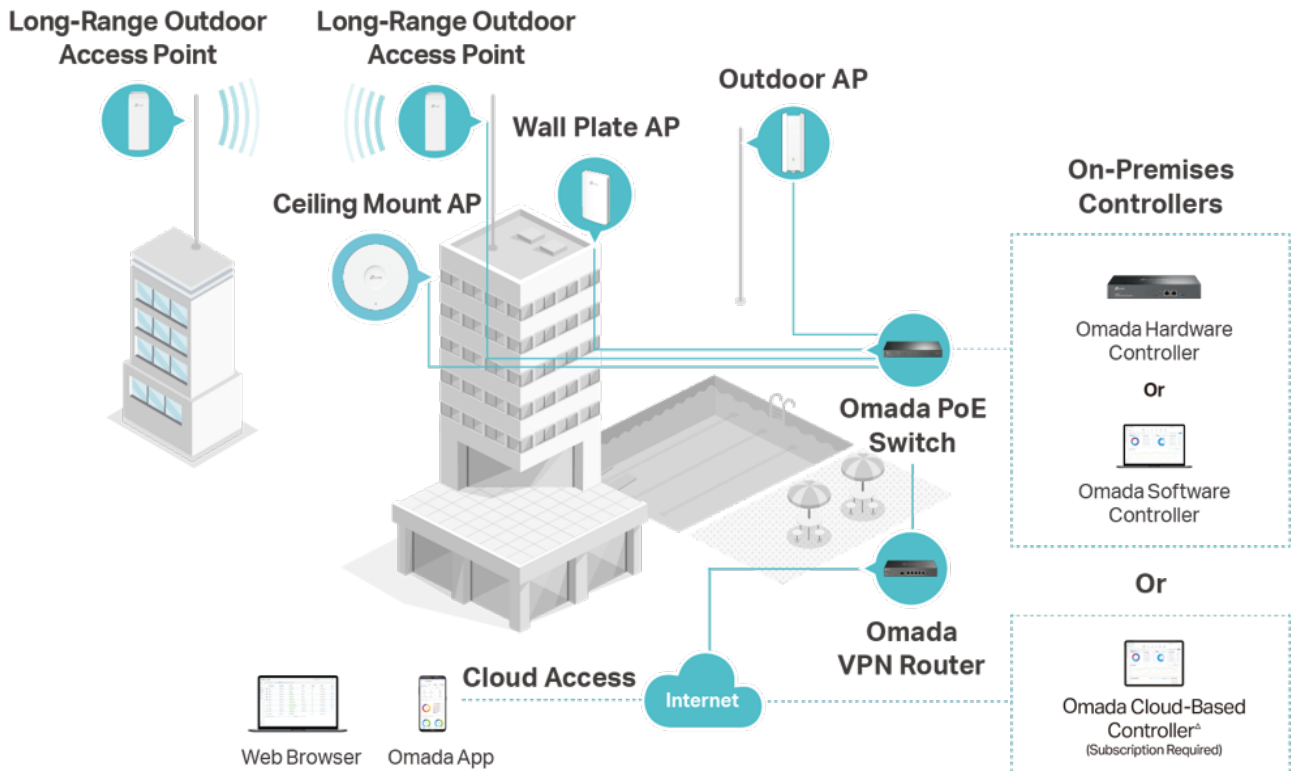 Long-Range Outdoor
Access Point
Long-Range Outdoor
Access Point
Outdoor AP
Wall Plate AP
Ceiling Mount AP
On-Premises
Controllers
Omada Hardware
Controller
Or
Omada Software
Controller
Omada PoE
Switch
Or
Omada
VPN Router
Cloud Access
Internet
Web Browser
Omada App
Omada Cloud-Based
Controller△
(Subscription Required)